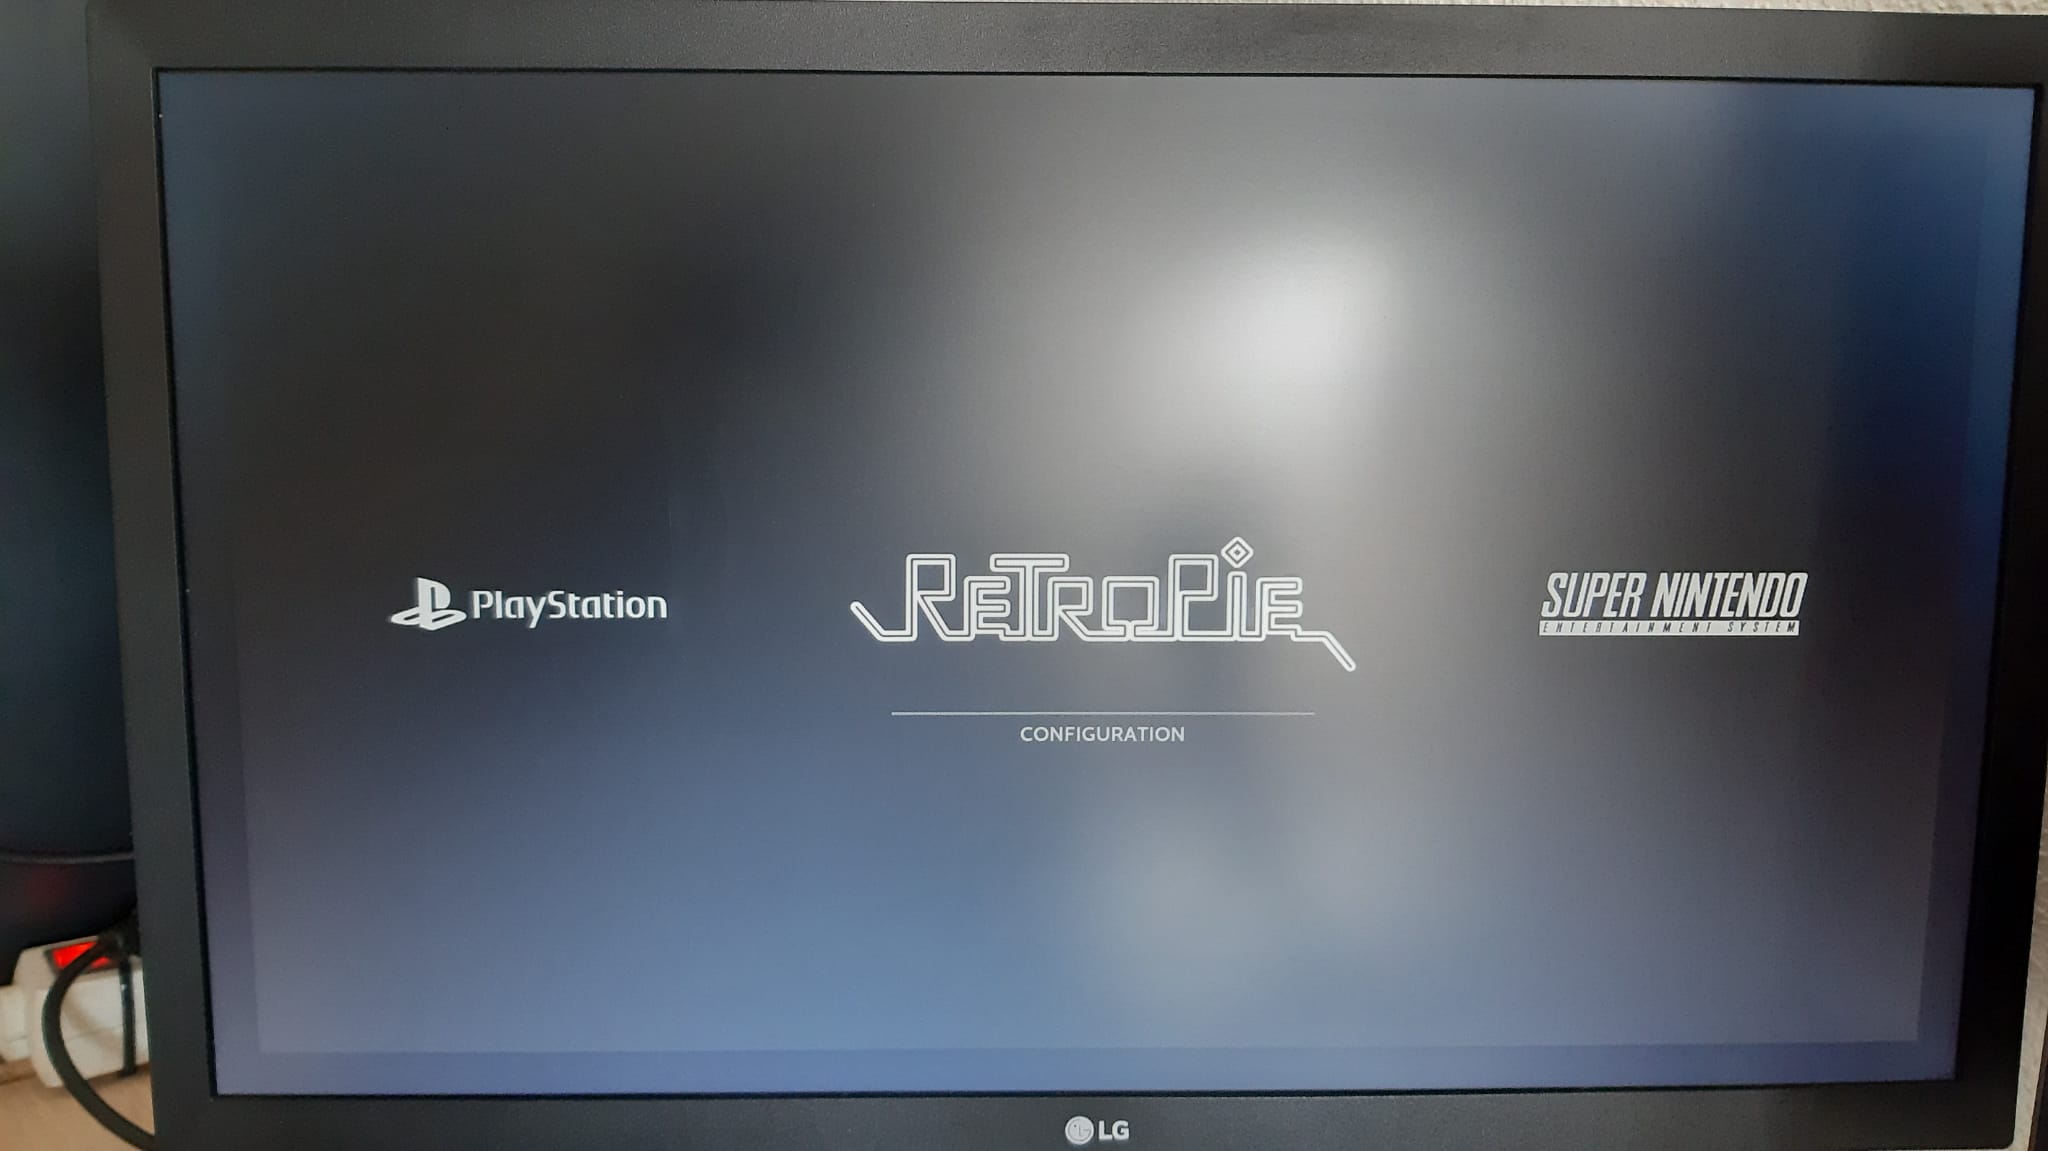 PlayStation
RETROPIE
SUPER NINTENDO
ENTERTAINMENT SYSTEM
CONFIGURATION
LG